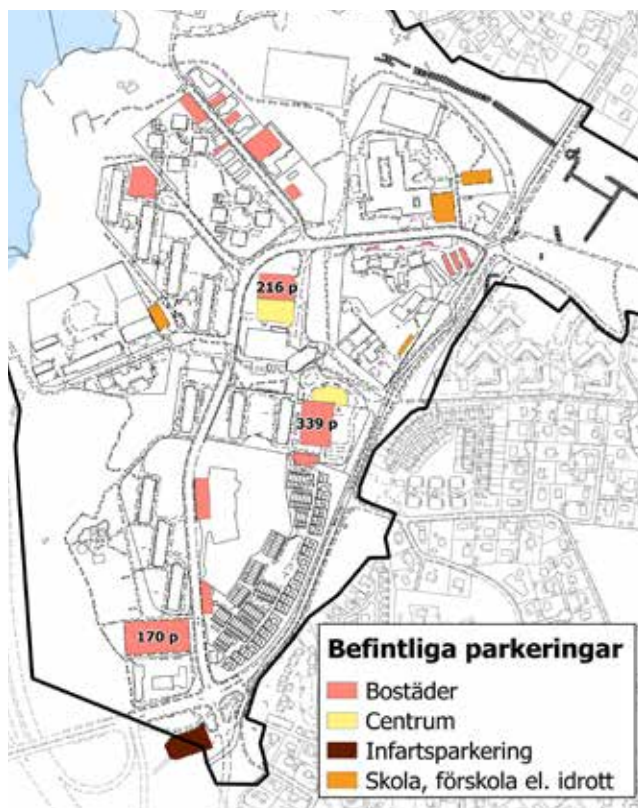 216 p
339 p
170 p
Befintliga parkeringar
Bostäder
Centrum
Infartsparkering
Skola, förskola el. idrott